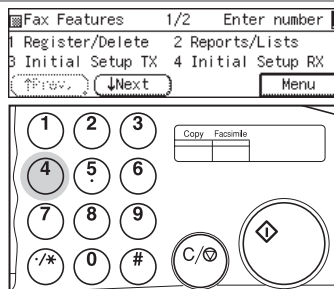 Fax Features 1/2 Enter number
1 Register/Delete 2 Reports/Lists
3 Initial Setup TX 4 Initial Setup RX
↑Prev. ↓Next Menu
1 2 3
Copy Facsimile
4 5 6
7 8 9
·/* 0 # C/